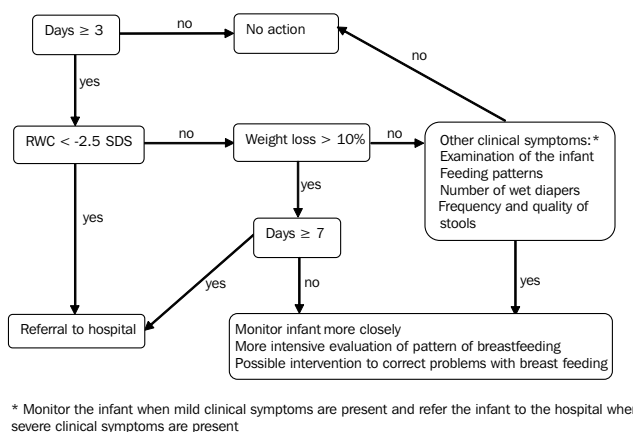 Days ≥ 3
no
No action
no
yes
RWC < -2.5 SDS
no
Weight loss > 10%
no
Other clinical symptoms:*
Examination of the infant
Feeding patterns
Number of wet diapers
Frequency and quality of
stools
yes
yes
Days ≥ 7
yes
no
yes
Referral to hospital
Monitor infant more closely
More intensive evaluation of pattern of breastfeeding
Possible intervention to correct problems with breast feeding
* Monitor the infant when mild clinical symptoms are present and refer the infant to the hospital when
severe clinical symptoms are present